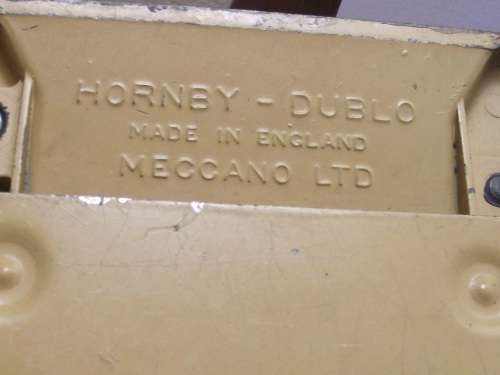 HORNBY - DUBLO
MADE IN ENGLAND
MECCANO LTD